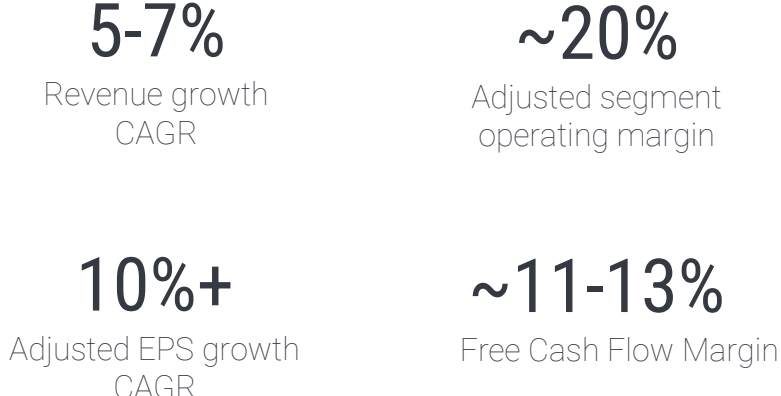 5-7%
Revenue growth
CAGR
~20%
Adjusted segment
operating margin
10%+
Adjusted EPS growth
CAGR
~11-13%
Free Cash Flow Margin